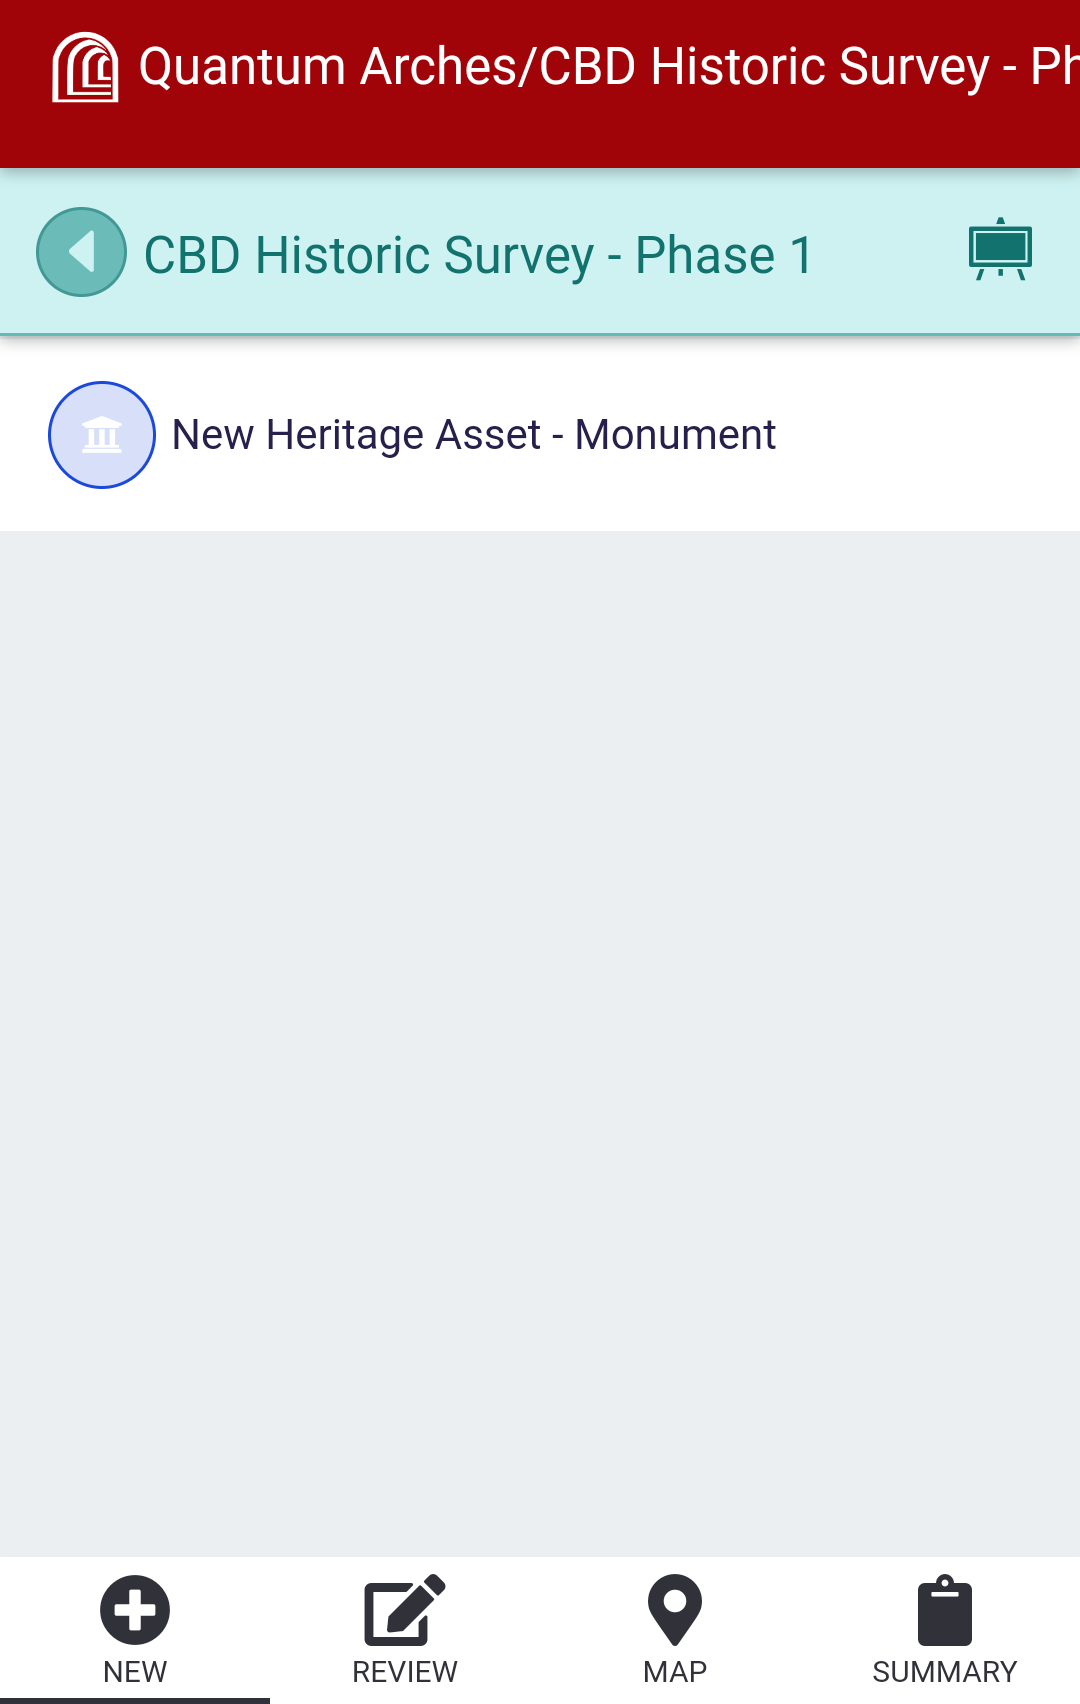 Quantum Arches/CBD Historic Survey - Ph
CBD Historic Survey - Phase 1
New Heritage Asset - Monument
NEW
REVIEW
MAP
SUMMARY